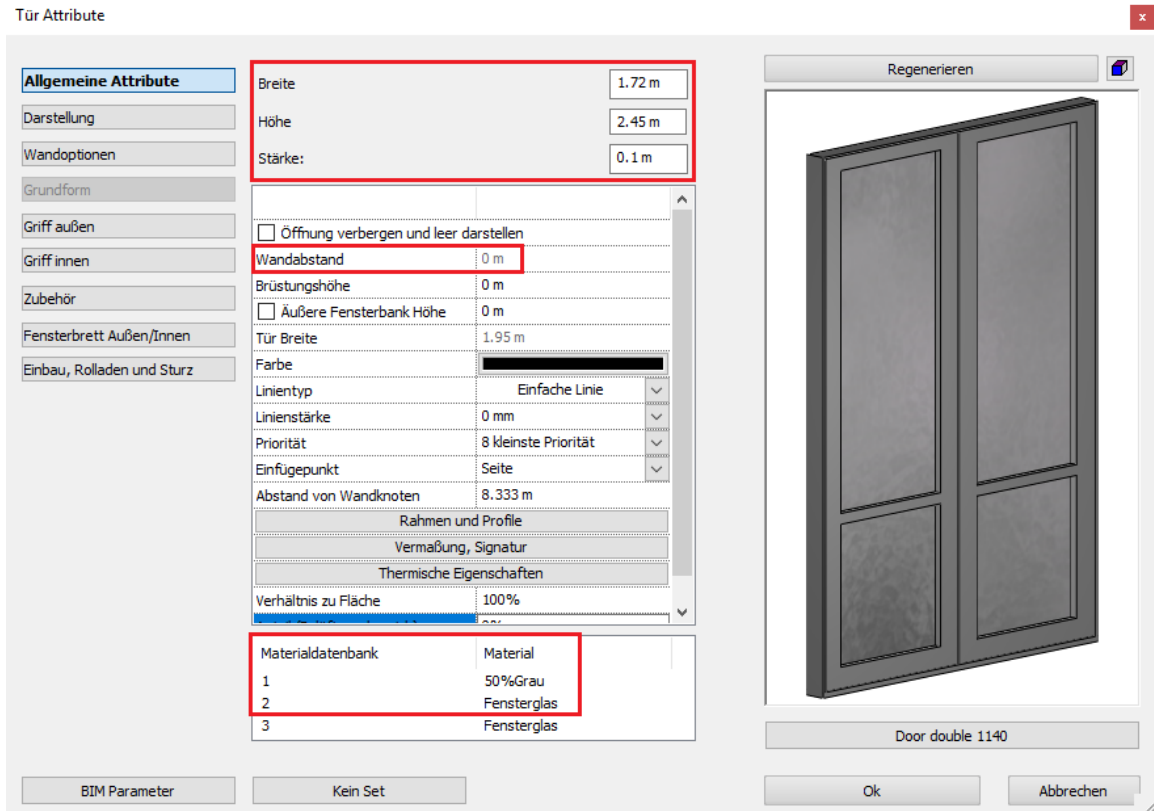 Tür Attribute
x
Allgemeine Attribute
Darstellung
Wandoptionen
Grundform
Griff außen
Griff innen
Zubehör
Fensterbrett Außen/Innen
Einbau, Rolladen und Sturz
Breite 1.72 m
Höhe 2.45 m
Stärke: 0.1 m
Öffnung verbergen und leer darstellen
Wandabstand 0 m
Brüstungshöhe 0 m
Äußere Fensterbank Höhe 0 m
Tür Breite 1.95 m
Farbe
Linientyp Einfache Linie
Linienstärke 0 mm
Priorität 8 kleinste Priorität
Einfügepunkt Seite
Abstand von Wandknoten 8.333 m
Rahmen und Profile
Vermaßung, Signatur
Thermische Eigenschaften
Verhältnis zu Fläche 100%
Materialdatenbank Material
1 50%Grau
2 Fensterglas
3 Fensterglas
Regenerieren
Door double 1140
BIM Parameter
Kein Set
Ok
Abbrechen